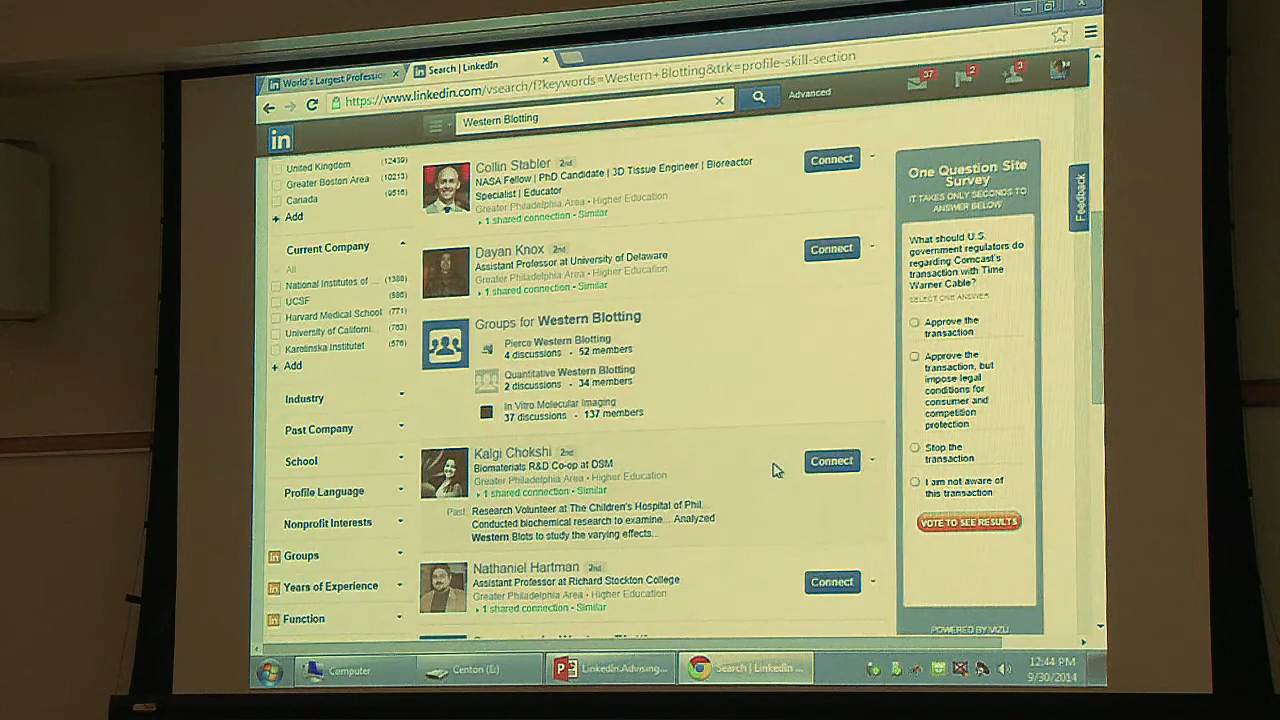 World's Largest Professic
Search | LinkedIn
https://www.linkedin.com/vsearch/f?keywords=Western+Blotting&trk=profile-skill-section
in
Western Blotting
Advanced
37
2
3
United Kingdom (12439)
Greater Boston Area (10213)
Canada (9516)
+ Add
Current Company
All
National Institutes of ... (1388)
UCSF
Harvard Medical School (771)
University of Californi... (763)
Karolinska Institutet (576)
+ Add
Industry
Past Company
School
Profile Language
Nonprofit Interests
in Groups
in Years of Experience
in Function
Collin Stabler 2nd
NASA Fellow | PhD Candidate | 3D Tissue Engineer | Bioreactor
Specialist | Educator
Greater Philadelphia Area • Higher Education
1 shared connection • Similar
Connect
Dayan Knox 2nd
Assistant Professor at University of Delaware
Greater Philadelphia Area • Higher Education
1 shared connection • Similar
Connect
Groups for Western Blotting
Pierce Western Blotting
4 discussions • 52 members
Quantitative Western Blotting
2 discussions • 34 members
In Vitro Molecular Imaging
37 discussions • 137 members
Kalgi Chokshi 2nd
Biomaterials R&D Co-op at DSM
Greater Philadelphia Area • Higher Education
1 shared connection • Similar
Connect
Past Research Volunteer at The Children's Hospital of Phil...
Conducted biochemical research to examine... Analyzed
Western Blots to study the varying effects...
Nathaniel Hartman 2nd
Assistant Professor at Richard Stockton College
Greater Philadelphia Area • Higher Education
1 shared connection • Similar
Connect
One Question Site
Survey
IT TAKES ONLY SECONDS TO
ANSWER BELOW
What should U.S.
government regulators do
regarding Comcast's
transaction with Time
Warner Cable?
SELECT ONE ANSWER
Approve the
transaction
Approve the
transaction, but
impose legal
conditions for
consumer and
competition
protection
Stop the
transaction
I am not aware of
this transaction
VOTE TO SEE RESULTS
POWERED BY VIZU
Feedback
Computer
Centon (E:)
LinkedIn.Advising...
Search | LinkedIn ...
12:44 PM
9/30/2014